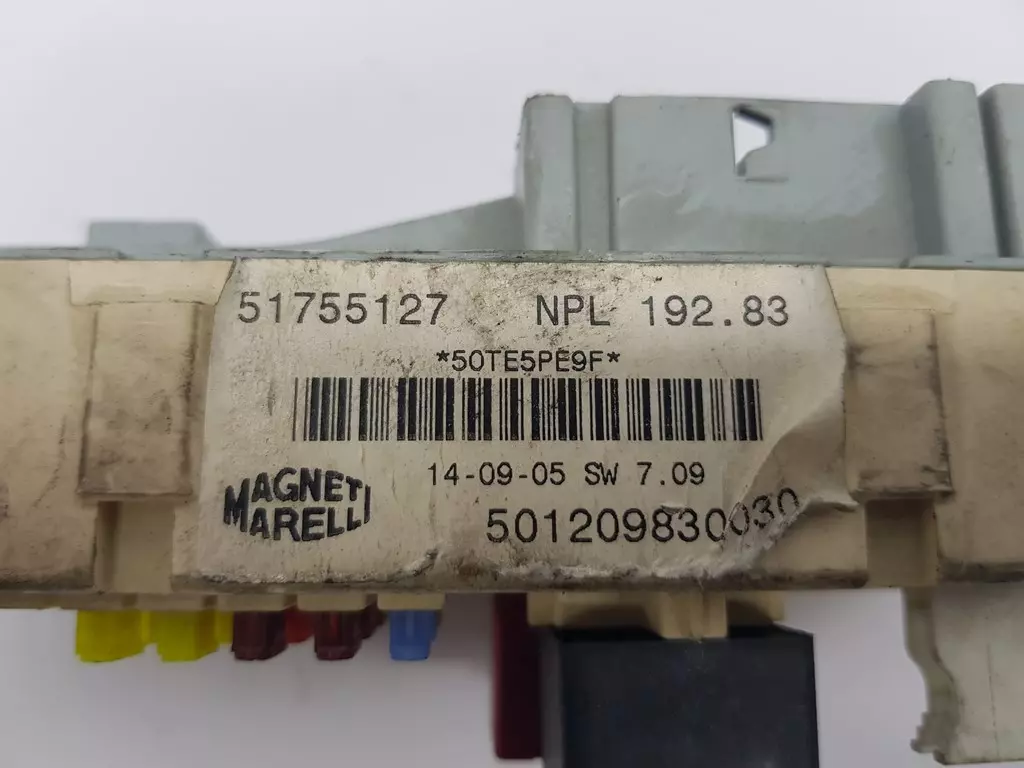 51755127 NPL 192.83
*50TE5PE9F*
14-09-05 SW 7.09
MAGNETI
MARELLI
501209830030